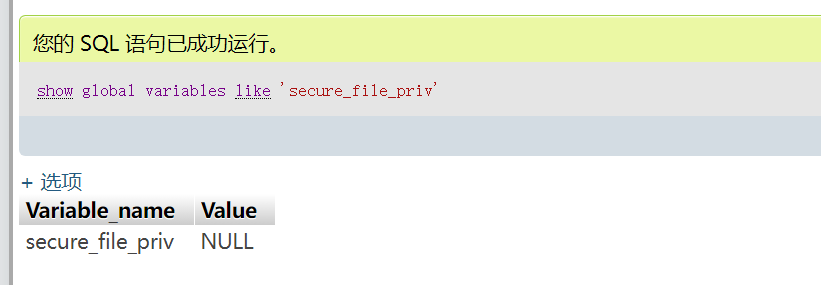 您的 SQL 语句已成功运行。
show global variables like 'secure_file_priv'
+ 选项
Variable_name Value
secure_file_priv NULL